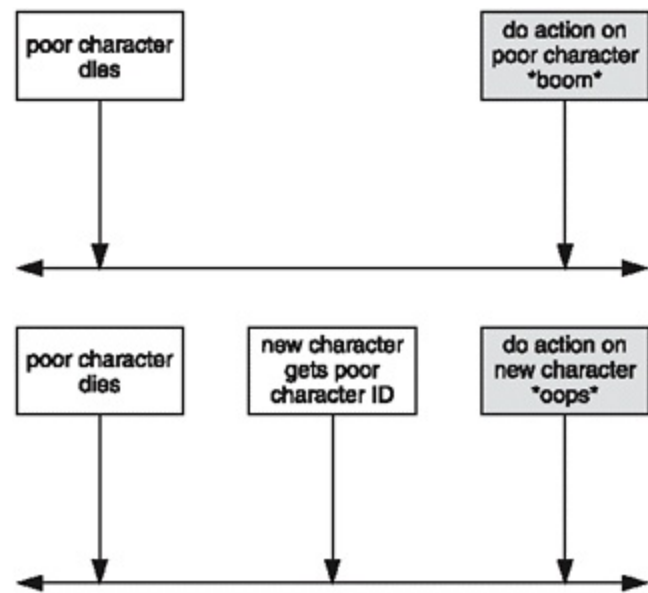 poor character
dies
do action on
poor character
*boom*
poor character
dies
new character
gets poor
character ID
do action on
new character
*oops*